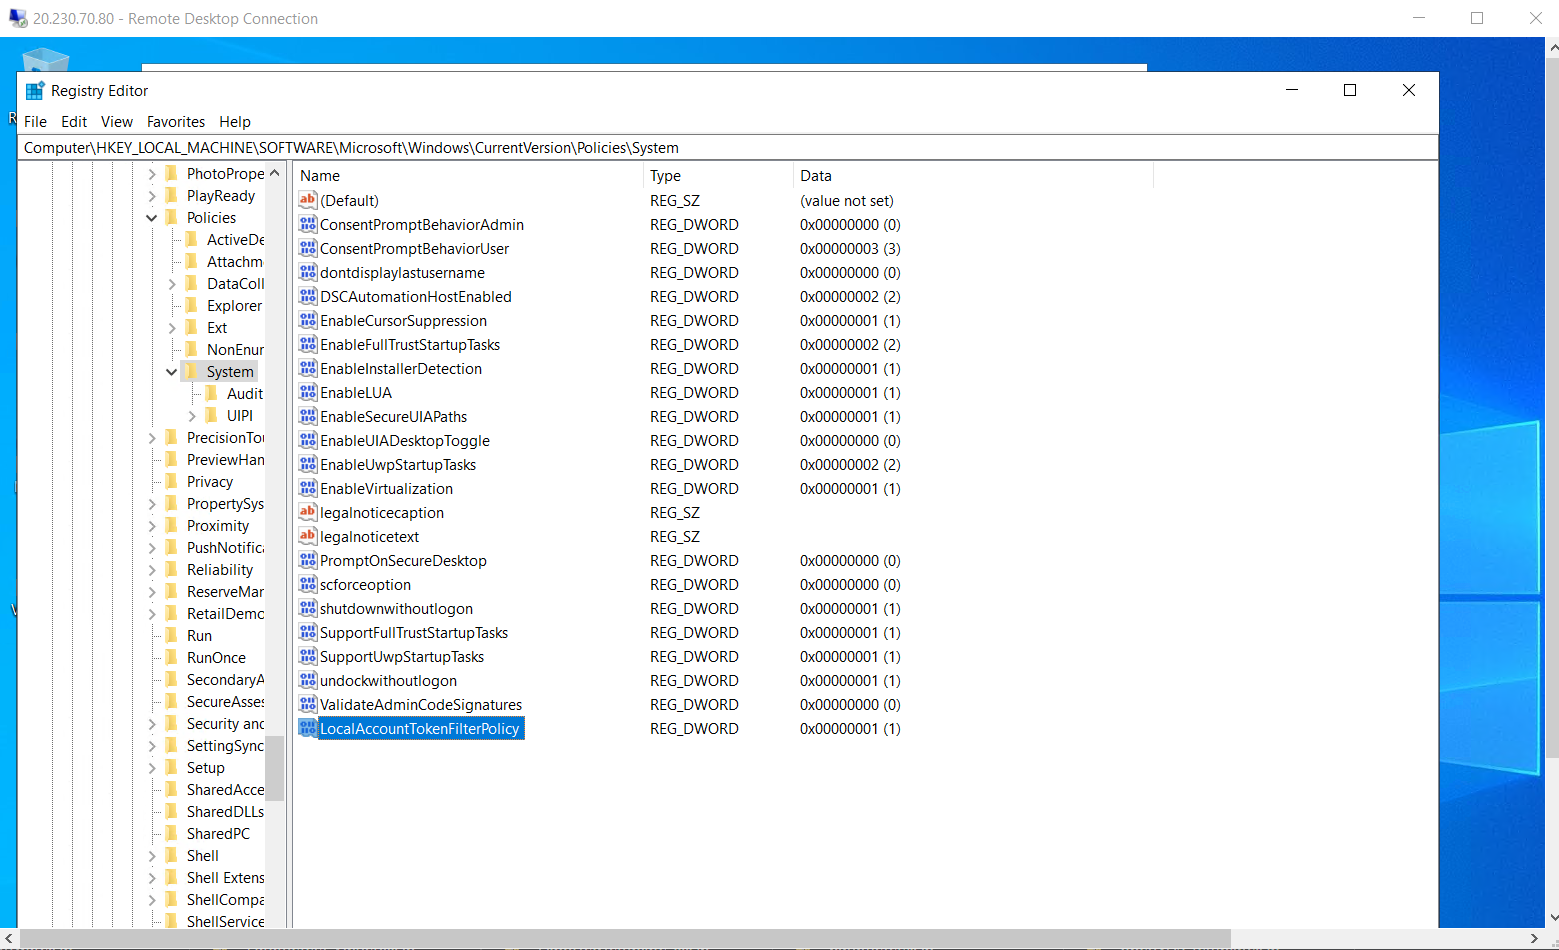 20.230.70.80 - Remote Desktop Connection
Registry Editor
File Edit View Favorites Help
Computer\HKEY_LOCAL_MACHINE\SOFTWARE\Microsoft\Windows\CurrentVersion\Policies\System
PhotoPrope
PlayReady
Policies
ActiveDe
Attachm
DataColl
Explorer
Ext
NonEnur
System
Audit
UIPI
PrecisionTou
PreviewHan
Privacy
PropertySys
Proximity
PushNotifica
Reliability
ReserveMar
RetailDemo
Run
RunOnce
SecondaryA
SecureAsses
Security and
SettingSync
Setup
SharedAcce
SharedDLLs
SharedPC
Shell
Shell Extens
ShellCompa
ShellService
Name Type Data
(Default) REG_SZ (value not set)
ConsentPromptBehaviorAdmin REG_DWORD 0x00000000 (0)
ConsentPromptBehaviorUser REG_DWORD 0x00000003 (3)
dontdisplaylastusername REG_DWORD 0x00000000 (0)
DSCAutomationHostEnabled REG_DWORD 0x00000002 (2)
EnableCursorSuppression REG_DWORD 0x00000001 (1)
EnableFullTrustStartupTasks REG_DWORD 0x00000002 (2)
EnableInstallerDetection REG_DWORD 0x00000001 (1)
EnableLUA REG_DWORD 0x00000001 (1)
EnableSecureUIAPaths REG_DWORD 0x00000001 (1)
EnableUIADesktopToggle REG_DWORD 0x00000000 (0)
EnableUwpStartupTasks REG_DWORD 0x00000002 (2)
EnableVirtualization REG_DWORD 0x00000001 (1)
legalnoticecaption REG_SZ
legalnoticetext REG_SZ
PromptOnSecureDesktop REG_DWORD 0x00000000 (0)
scforceoption REG_DWORD 0x00000000 (0)
shutdownwithoutlogon REG_DWORD 0x00000001 (1)
SupportFullTrustStartupTasks REG_DWORD 0x00000001 (1)
SupportUwpStartupTasks REG_DWORD 0x00000001 (1)
undockwithoutlogon REG_DWORD 0x00000001 (1)
ValidateAdminCodeSignatures REG_DWORD 0x00000000 (0)
LocalAccountTokenFilterPolicy REG_DWORD 0x00000001 (1)